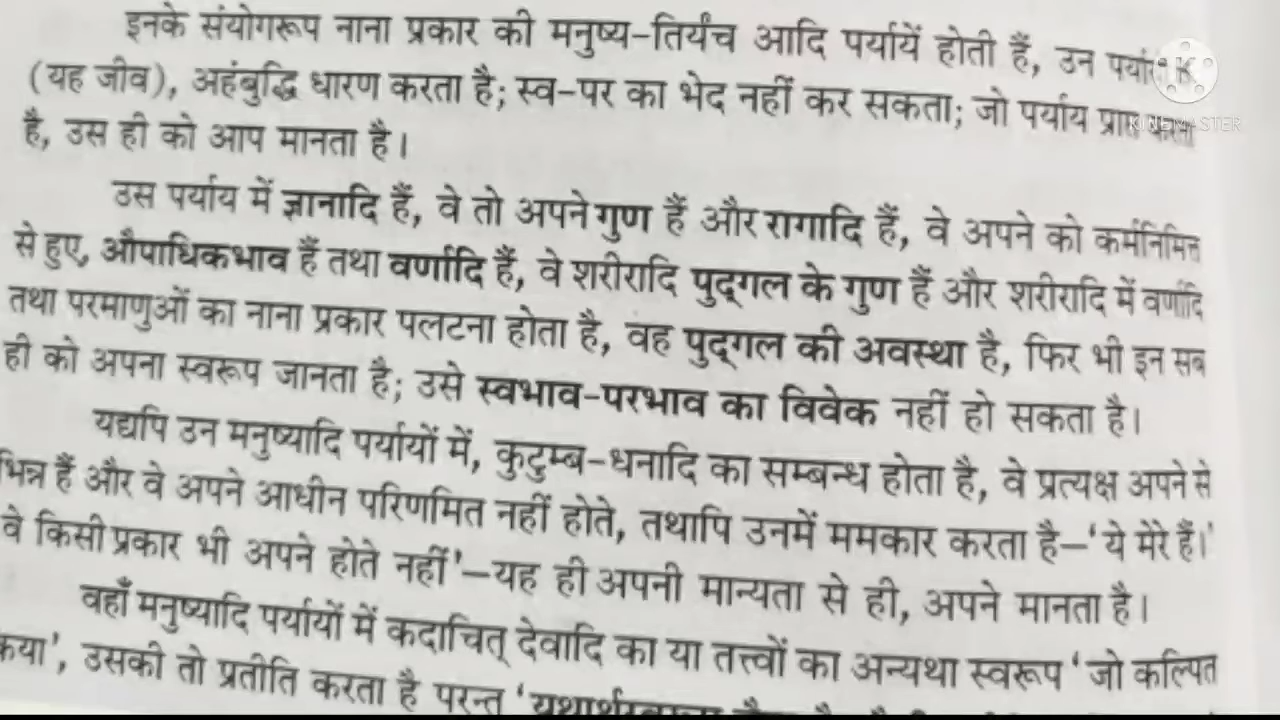 इनके संयोगरूप नाना प्रकार की मनुष्य-तिर्यंच आदि पर्यायें होती हैं, उन
(यह जीव), अहंबुद्धि धारण करता है; स्व-पर का भेद नहीं कर सकता; जो पर्याय प्राप्त करता
है, उस ही को आप मानता है।
उस पर्याय में ज्ञानादि हैं, वे तो अपने गुण हैं और रागादि हैं, वे अपने को कर्मनिमित्त
से हुए, औपाधिकभाव हैं तथा वर्णादि हैं, वे शरीरादि पुद्गल के गुण हैं और शरीरादि में वर्णादि
तथा परमाणुओं का नाना प्रकार पलटना होता है, वह पुद्गल की अवस्था है, फिर भी इन सब
ही को अपना स्वरूप जानता है; उसे स्वभाव-परभाव का विवेक नहीं हो सकता है।
यद्यपि उन मनुष्यादि पर्यायों में, कुटुम्ब-धनादि का सम्बन्ध होता है, वे प्रत्यक्ष अपने से
भिन्न हैं और वे अपने आधीन परिणमित नहीं होते, तथापि उनमें ममकार करता है–‘ये मेरे हैं।’
वे किसी प्रकार भी अपने होते नहीं’–यह ही अपनी मान्यता से ही, अपने मानता है।
वहाँ मनुष्यादि पर्यायों में कदाचित् देवादि का या तत्त्वों का अन्यथा स्वरूप ‘जो कल्पित
किया’, उसकी तो प्रतीति करता है परन्तु
KINEMASTER